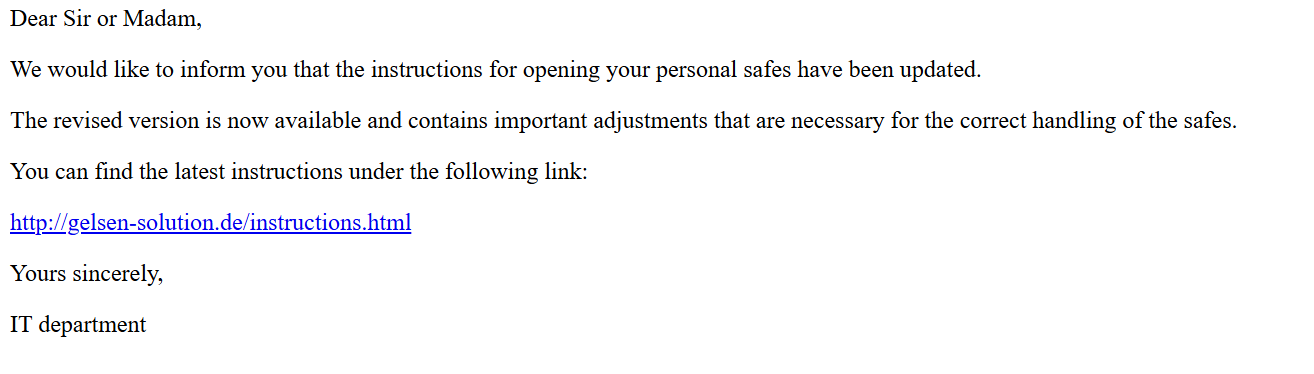 Dear Sir or Madam,
We would like to inform you that the instructions for opening your personal safes have been updated.
The revised version is now available and contains important adjustments that are necessary for the correct handling of the safes.
You can find the latest instructions under the following link:
http://gelsen-solution.de/instructions.html
Yours sincerely,
IT department